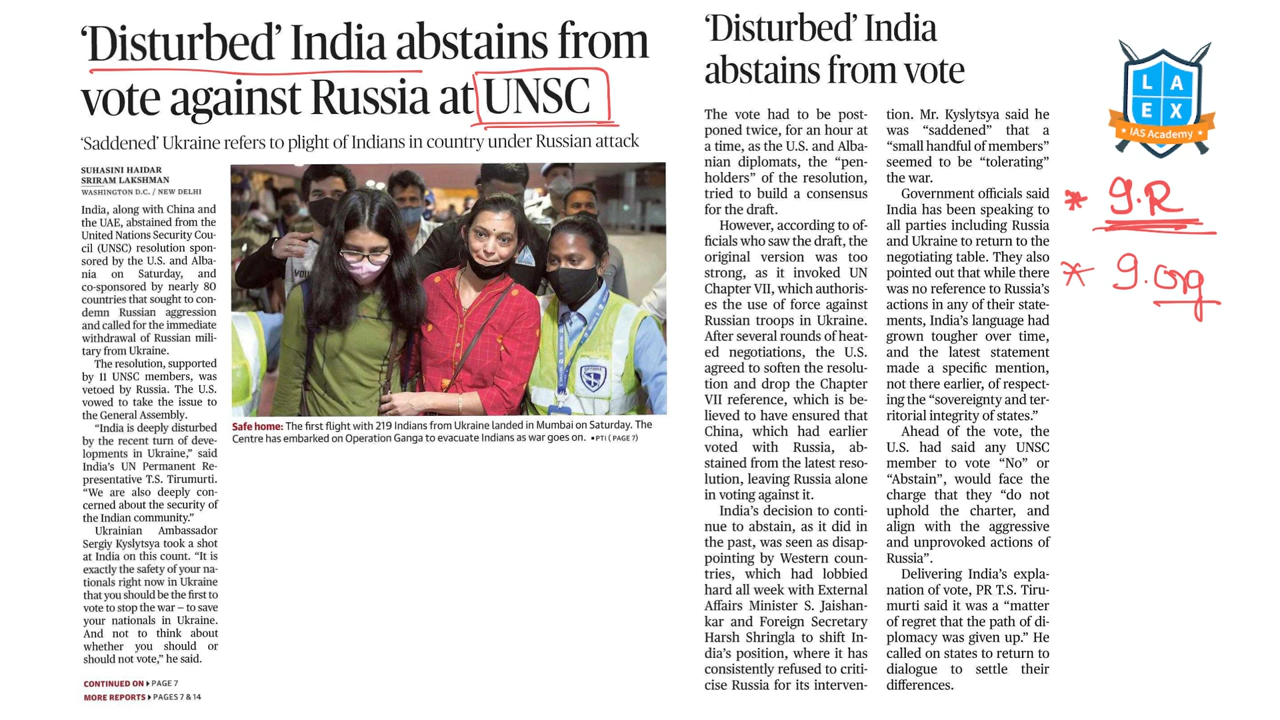 ‘Disturbed’ India abstains from
vote against Russia at UNSC
‘Saddened’ Ukraine refers to plight of Indians in country under Russian attack
SUHASINI HAIDAR
SRIRAM LAKSHMAN
WASHINGTON D.C. / NEW DELHI
India, along with China and
the UAE, abstained from the
United Nations Security Coun-
cil (UNSC) resolution spon-
sored by the U.S. and Alba-
nia on Saturday, and
co-sponsored by nearly 80
countries that sought to con-
demn Russian aggression
and called for the immediate
withdrawal of Russian mili-
tary from Ukraine.
The resolution, supported
by 11 UNSC members, was
vetoed by Russia. The U.S.
vowed to take the issue to
the General Assembly.
“India is deeply disturbed
by the recent turn of deve-
lopments in Ukraine,” said
India’s UN Permanent Re-
presentative T.S. Tirumurti.
“We are also deeply con-
cerned about the security of
the Indian community.”
Ukrainian Ambassador
Sergiy Kyslytsya took a shot
at India on this count. “It is
exactly the safety of your na-
tionals right now in Ukraine
that you should be the first to
vote to stop the war – to save
your nationals in Ukraine.
And not to think about
whether you should or
should not vote,” he said.
CONTINUED ON PAGE 7
MORE REPORTS PAGES 7 & 14
Safe home: The first flight with 219 Indians from Ukraine landed in Mumbai on Saturday. The
Centre has embarked on Operation Ganga to evacuate Indians as war goes on. ▪PTI ( PAGE 7)
‘Disturbed’ India
abstains from vote
The vote had to be post-
poned twice, for an hour at
a time, as the U.S. and Alba-
nian diplomats, the “pen-
holders” of the resolution,
tried to build a consensus
for the draft.
However, according to of-
ficials who saw the draft, the
original version was too
strong, as it invoked UN
Chapter VII, which authoris-
es the use of force against
Russian troops in Ukraine.
After several rounds of heat-
ed negotiations, the U.S.
agreed to soften the resolu-
tion and drop the Chapter
VII reference, which is be-
lieved to have ensured that
China, which had earlier
voted with Russia, ab-
stained from the latest reso-
lution, leaving Russia alone
in voting against it.
India’s decision to conti-
nue to abstain, as it did in
the past, was seen as disap-
pointing by Western coun-
tries, which had lobbied
hard all week with External
Affairs Minister S. Jaishan-
kar and Foreign Secretary
Harsh Shringla to shift In-
dia’s position, where it has
consistently refused to criti-
cise Russia for its interven-
tion. Mr. Kyslytsya said he
was “saddened” that a
“small handful of members”
seemed to be “tolerating”
the war.
Government officials said
India has been speaking to
all parties including Russia
and Ukraine to return to the
negotiating table. They also
pointed out that while there
was no reference to Russia’s
actions in any of their state-
ments, India’s language had
grown tougher over time,
and the latest statement
made a specific mention,
not there earlier, of respect-
ing the “sovereignty and ter-
ritorial integrity of states.”
Ahead of the vote, the
U.S. had said any UNSC
member to vote “No” or
“Abstain”, would face the
charge that they “do not
uphold the charter, and
align with the aggressive
and unprovoked actions of
Russia”.
Delivering India’s expla-
nation of vote, PR T.S. Tiru-
murti said it was a “matter
of regret that the path of di-
plomacy was given up.” He
called on states to return to
dialogue to settle their
differences.
L A
E X
IAS Academy
* I.R
* I.org